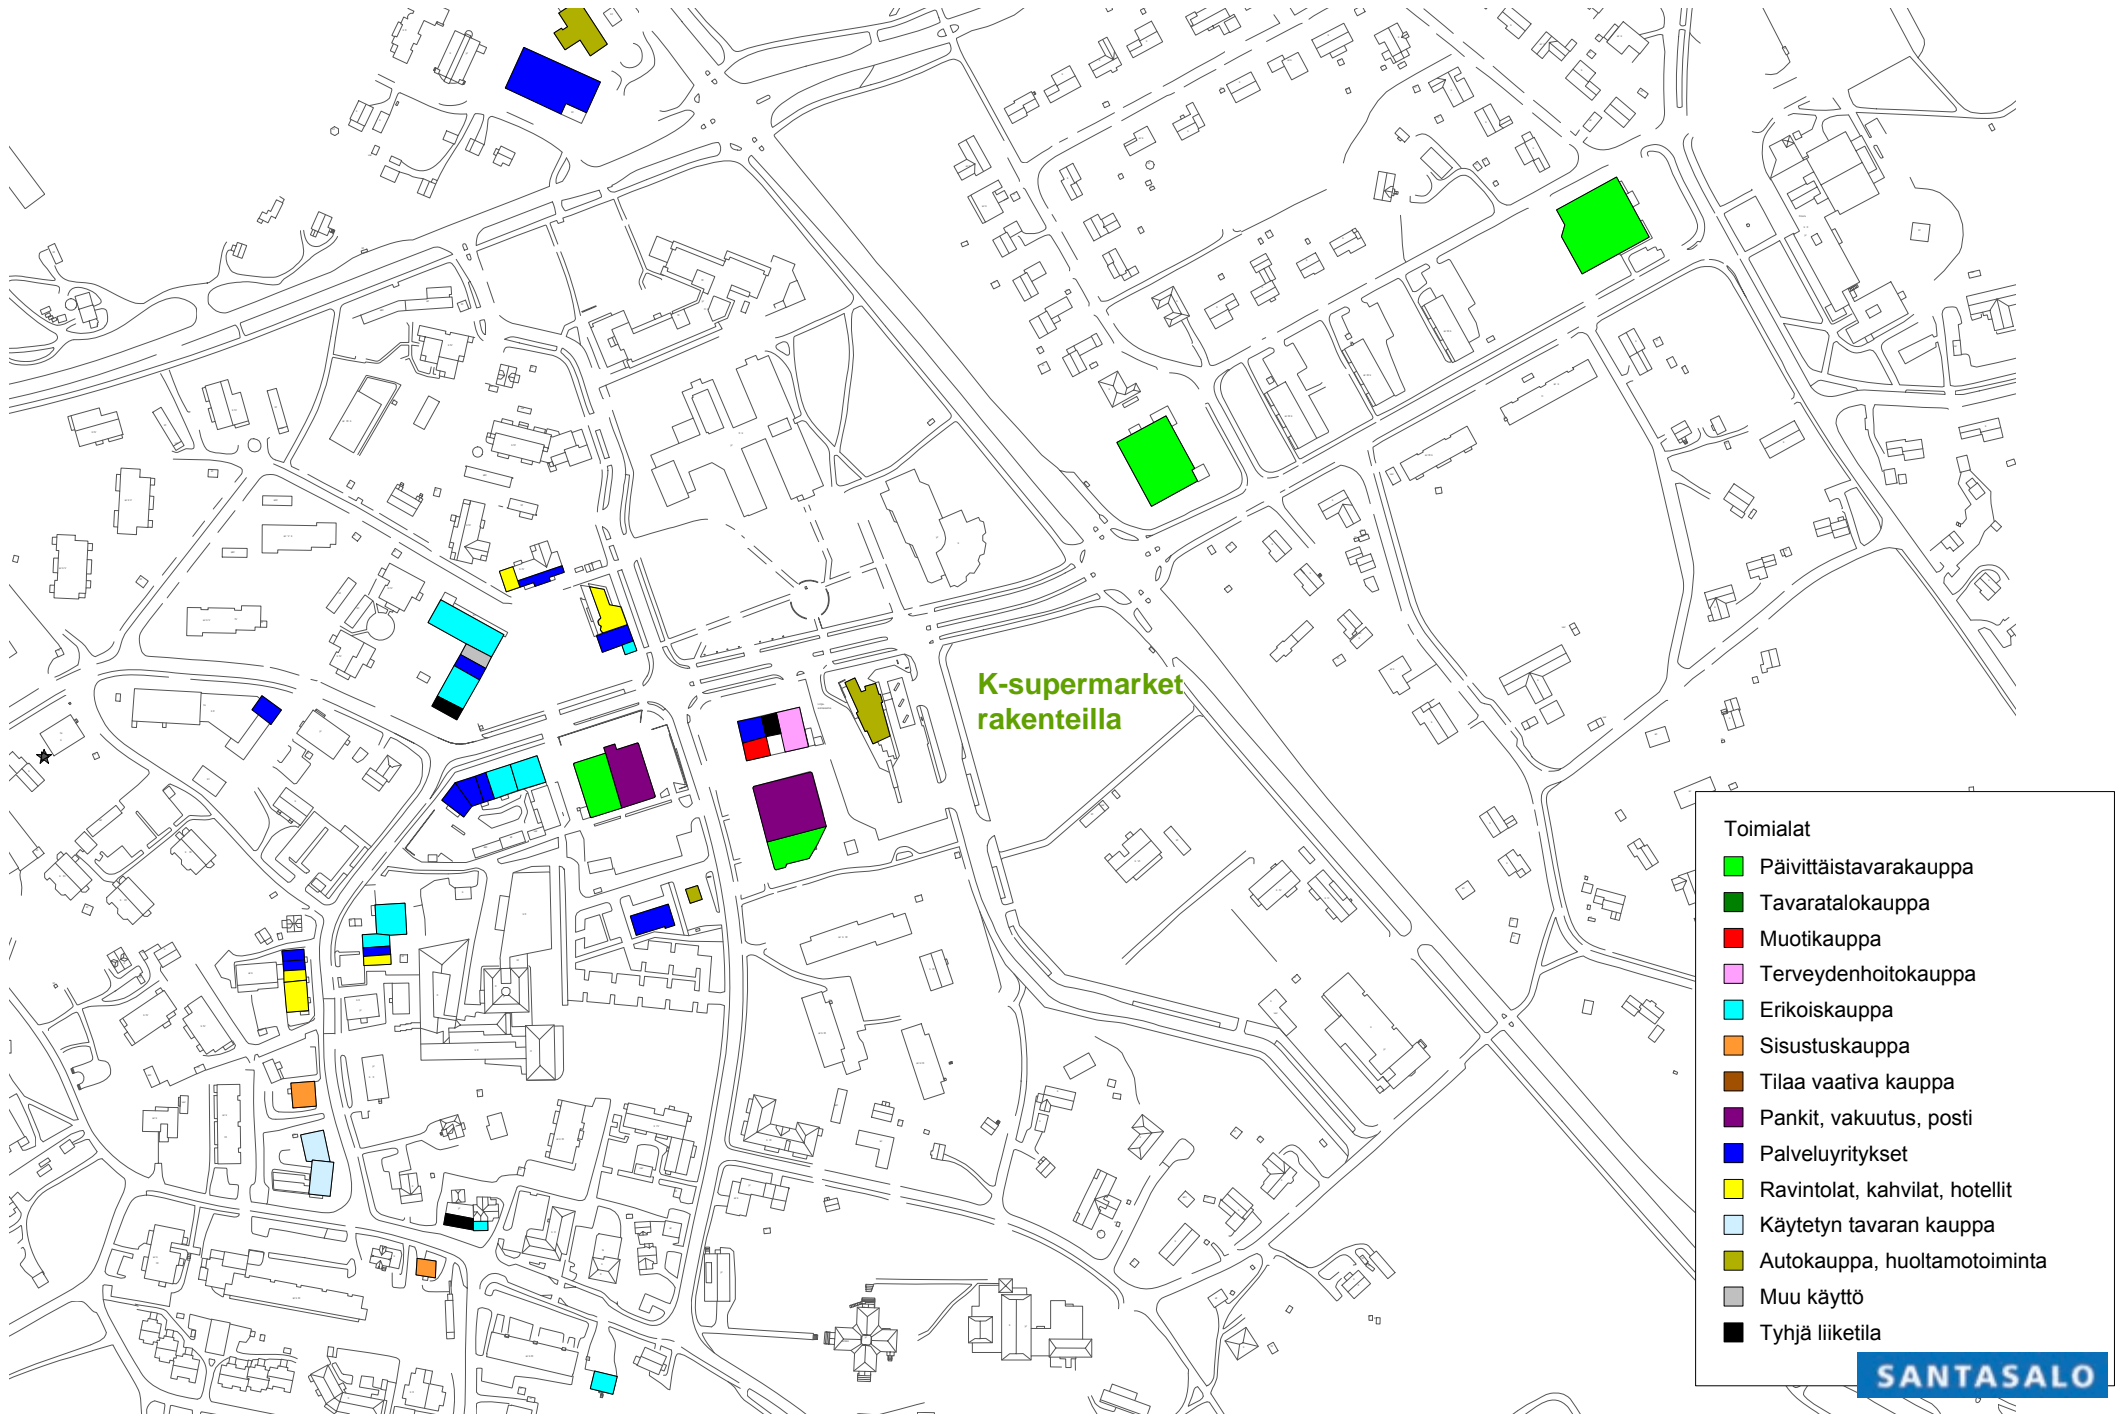 K-supermarket
rakenteilla
Toimialat
Päivittäistavarakauppa
Tavaratalokauppa
Muotikauppa
Terveydenhoitokauppa
Erikoiskauppa
Sisustuskauppa
Tilaa vaativa kauppa
Pankit, vakuutus, posti
Palveluyritykset
Ravintolat, kahvilat, hotellit
Käytetyn tavaran kauppa
Autokauppa, huoltamotoiminta
Muu käyttö
Tyhjä liiketila
SANTASALO